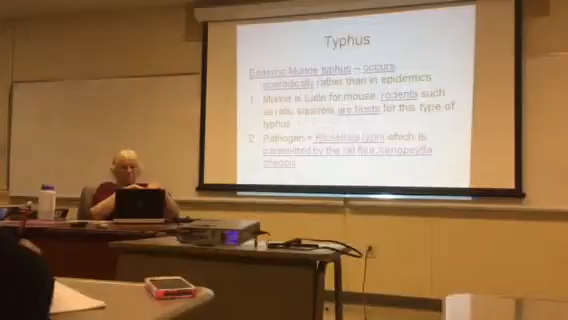 Typhus
Endemic Murine typhus – occurs
sporadically rather than in epidemics
1. Murine is Latin for mouse, rodents such
as rats, squirrels are hosts for this type of
typhus
2. Pathogen = Rickettsia typhi which is
transmitted by the rat flea Xenopsylla
cheopis